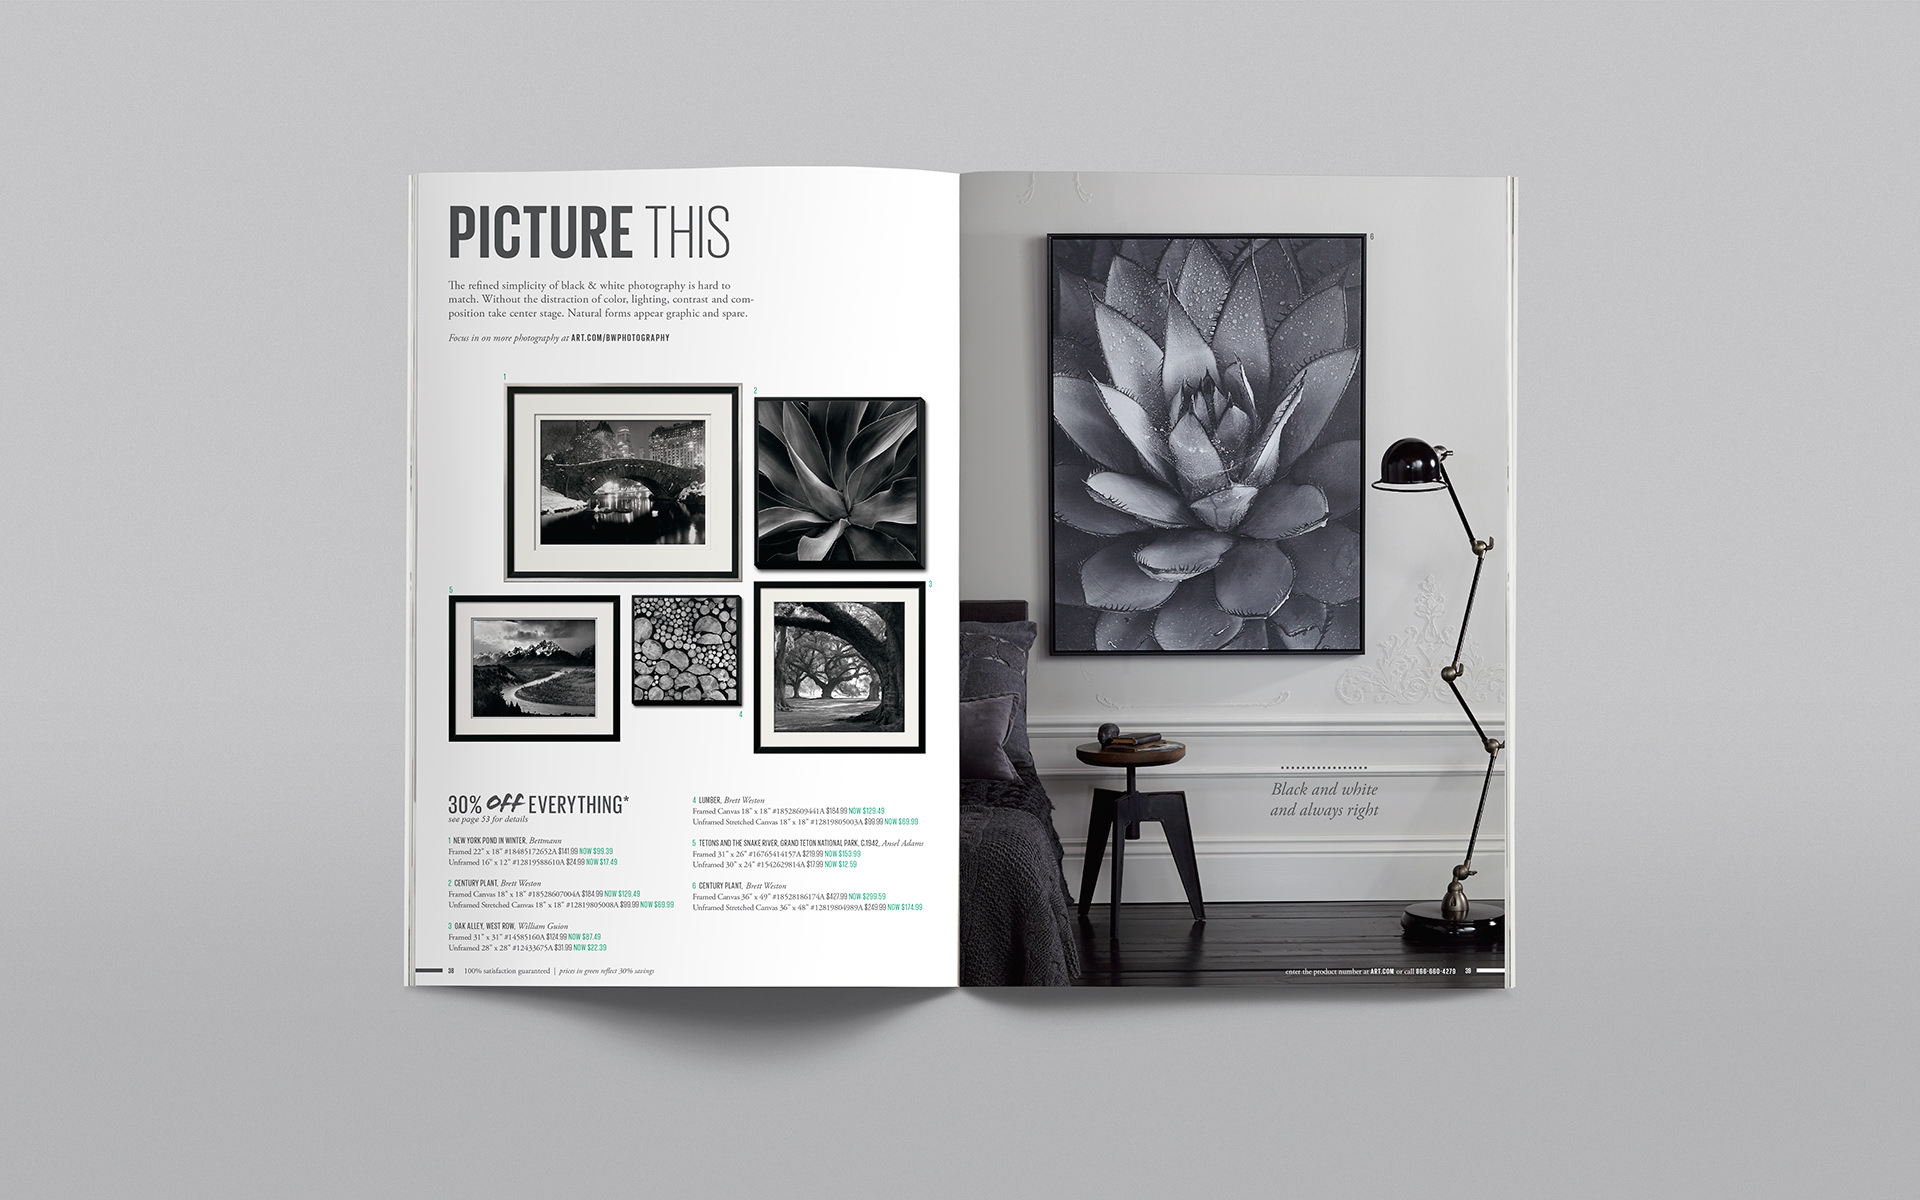 PICTURE THIS
The refined simplicity of black & white photography is hard to
match. Without the distraction of color, lighting, contrast and com-
position take center stage. Natural forms appear graphic and spare.
Focus in on more photography at ART.COM/BWPHOTOGRAPHY
1
2
3
4
5
30% off EVERYTHING*
see page 53 for details
1 NEW YORK POND IN WINTER, Bettmann
Framed 22" x 18" #18485172652A $141.99 NOW $99.39
Unframed 16" x 12" #12819588610A $24.99 NOW $17.49
2 CENTURY PLANT, Brett Weston
Framed Canvas 18" x 18" #18528607004A $184.99 NOW $129.49
Unframed Stretched Canvas 18" x 18" #12819805008A $99.99 NOW $69.99
3 OAK ALLEY, WEST ROW, William Guion
Framed 31" x 31" #14585160A $124.99 NOW $87.49
Unframed 28" x 28" #12433675A $31.99 NOW $22.39
4 LUMBER, Brett Weston
Framed Canvas 18" x 18" #18528609441A $184.99 NOW $129.49
Unframed Stretched Canvas 18" x 18" #12819805003A $99.99 NOW $69.99
5 TETONS AND THE SNAKE RIVER, GRAND TETON NATIONAL PARK, C.1942, Ansel Adams
Framed 31" x 26" #16765414157A $219.99 NOW $153.99
Unframed 30" x 24" #1542629814A $17.99 NOW $12.59
6 CENTURY PLANT, Brett Weston
Framed Canvas 36" x 49" #18528186174A $427.99 NOW $299.59
Unframed Stretched Canvas 36" x 48" #12819804989A $249.99 NOW $174.99
38 100% satisfaction guaranteed | prices in green reflect 30% savings
6
Black and white
and always right
enter the product number at ART.COM or call 866-660-4279 39